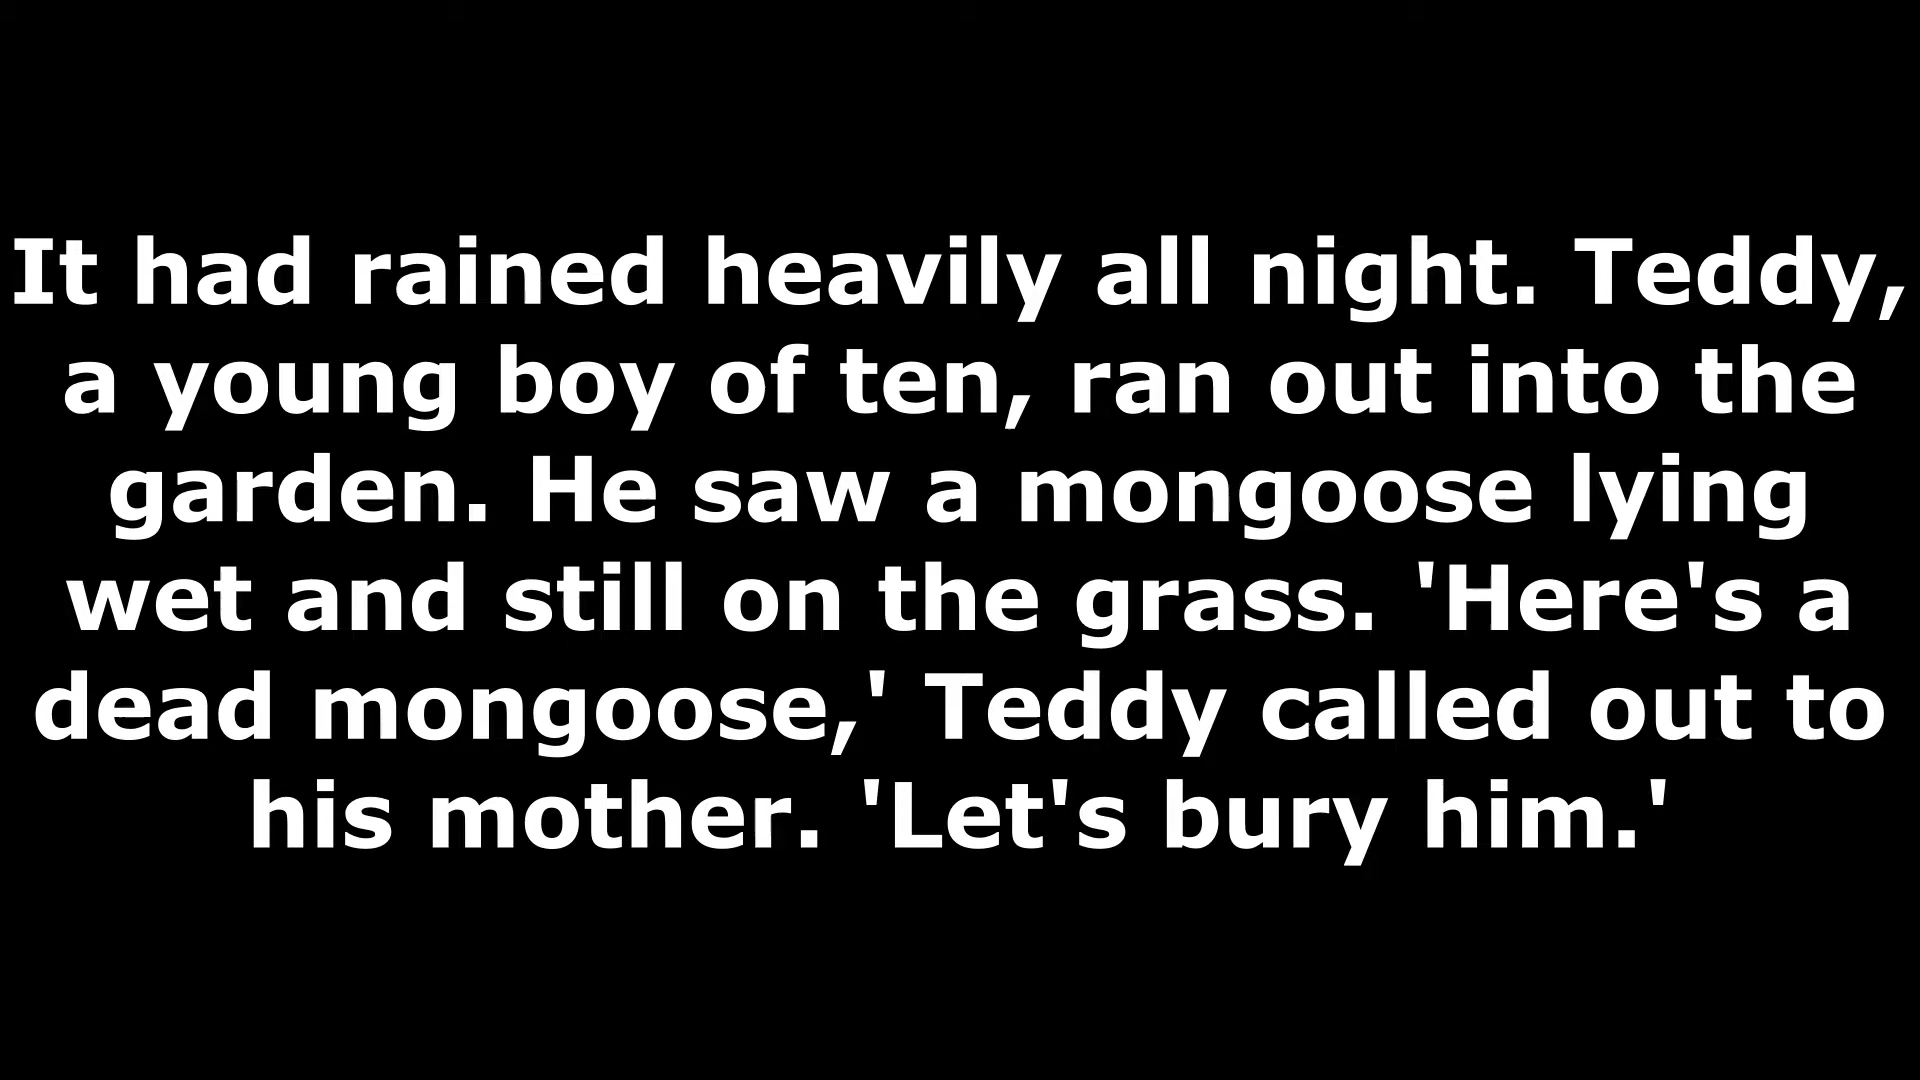 It had rained heavily all night. Teddy,
a young boy of ten, ran out into the
garden. He saw a mongoose lying
wet and still on the grass. 'Here's a
dead mongoose,' Teddy called out to
his mother. 'Let's bury him.'